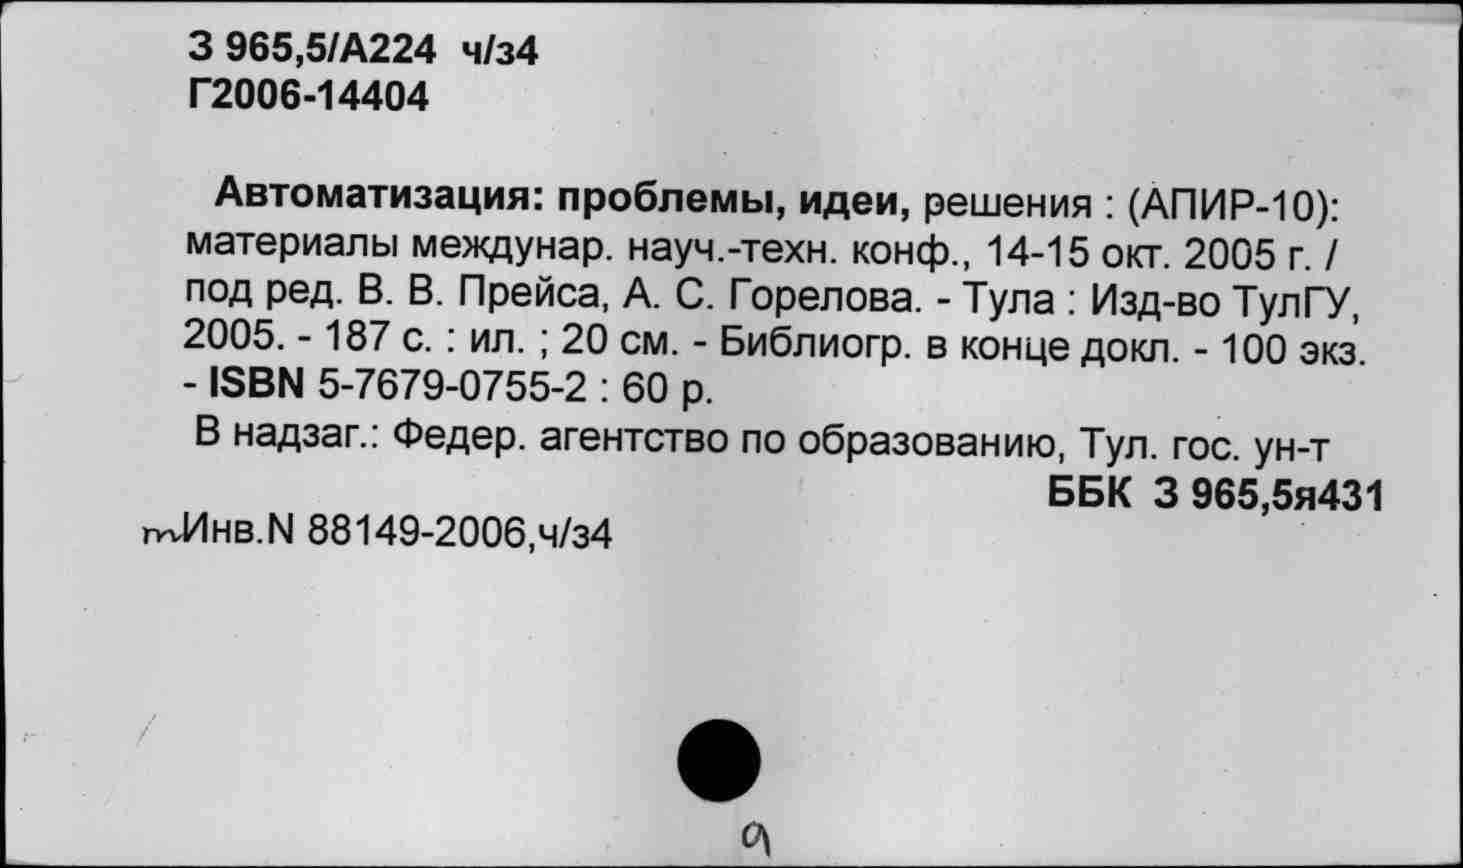 З 965,5/А224 ч/з4
Г2006-14404
Автоматизация: проблемы, идеи, решения : (АПИР-10):
материалы междунар. науч.-техн. конф., 14-15 окт. 2005 г. /
под ред. В. В. Прейса, А. С. Горелова. - Тула : Изд-во ТулГУ,
2005. - 187 с. : ил. ; 20 см. - Библиогр. в конце докл. - 100 экз.
- ISBN 5-7679-0755-2 : 60 р.
В надзаг.: Федер. агентство по образованию, Тул. гос. ун-т
ББК З 965,5я431
Инв.N 88149-2006,ч/з4